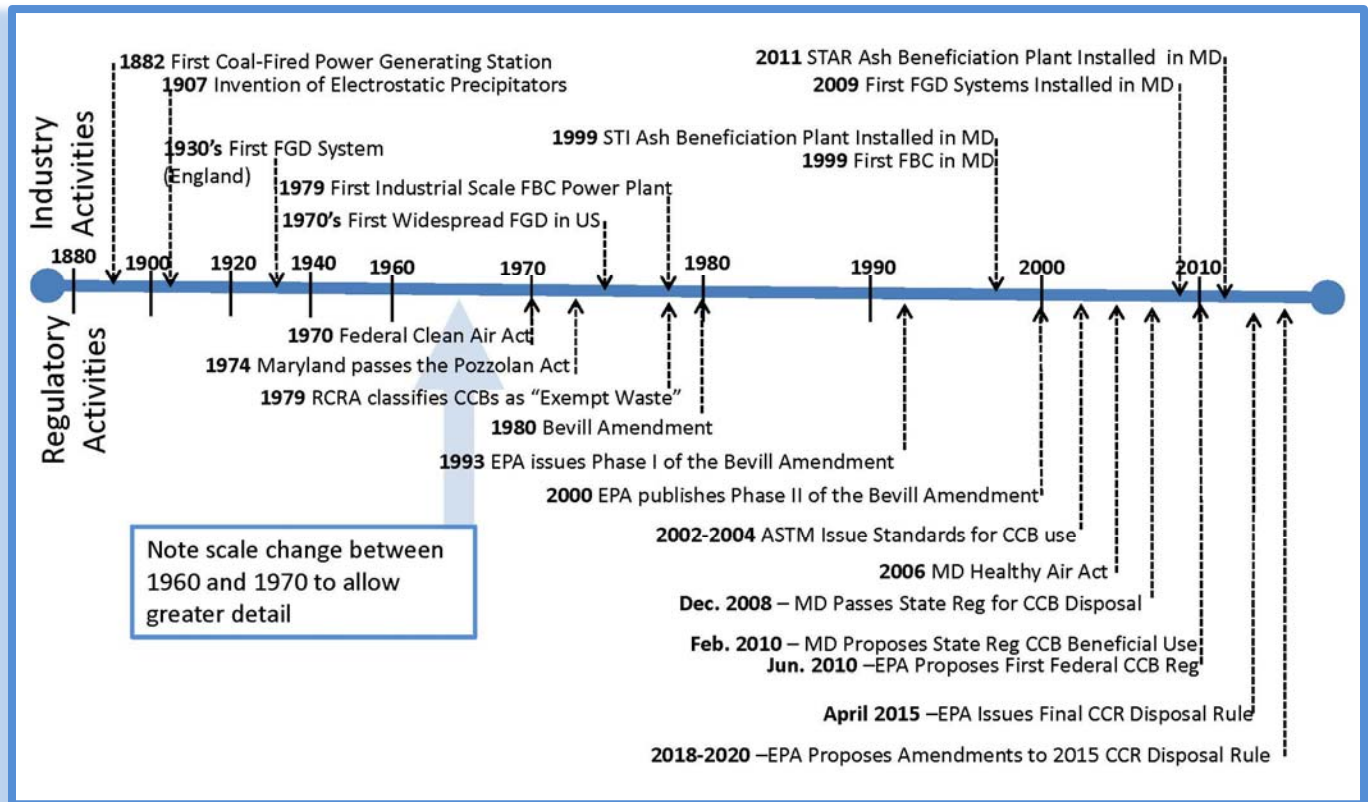 1882 First Coal-Fired Power Generating Station
1907 Invention of Electrostatic Precipitators
1930's First FGD System
(England)
1979 First Industrial Scale FBC Power Plant
1970's First Widespread FGD in US
2011 STAR Ash Beneficiation Plant Installed in MD
2009 First FGD Systems Installed in MD
1999 STI Ash Beneficiation Plant Installed in MD
1999 First FBC in MD
Industry
Activities
1880
1900
1920
1940
1960
1970
1980
1990
2000
2010
Regulatory
Activities
1970 Federal Clean Air Act
1974 Maryland passes the Pozzolan Act
1979 RCRA classifies CCBs as “Exempt Waste”
1980 Bevill Amendment
1993 EPA issues Phase I of the Bevill Amendment
2000 EPA publishes Phase II of the Bevill Amendment
2002-2004 ASTM Issue Standards for CCB use
2006 MD Healthy Air Act
Dec. 2008 – MD Passes State Reg for CCB Disposal
Feb. 2010 – MD Proposes State Reg CCB Beneficial Use
Jun. 2010 –EPA Proposes First Federal CCB Reg
April 2015 –EPA Issues Final CCR Disposal Rule
2018-2020 –EPA Proposes Amendments to 2015 CCR Disposal Rule
Note scale change between
1960 and 1970 to allow
greater detail